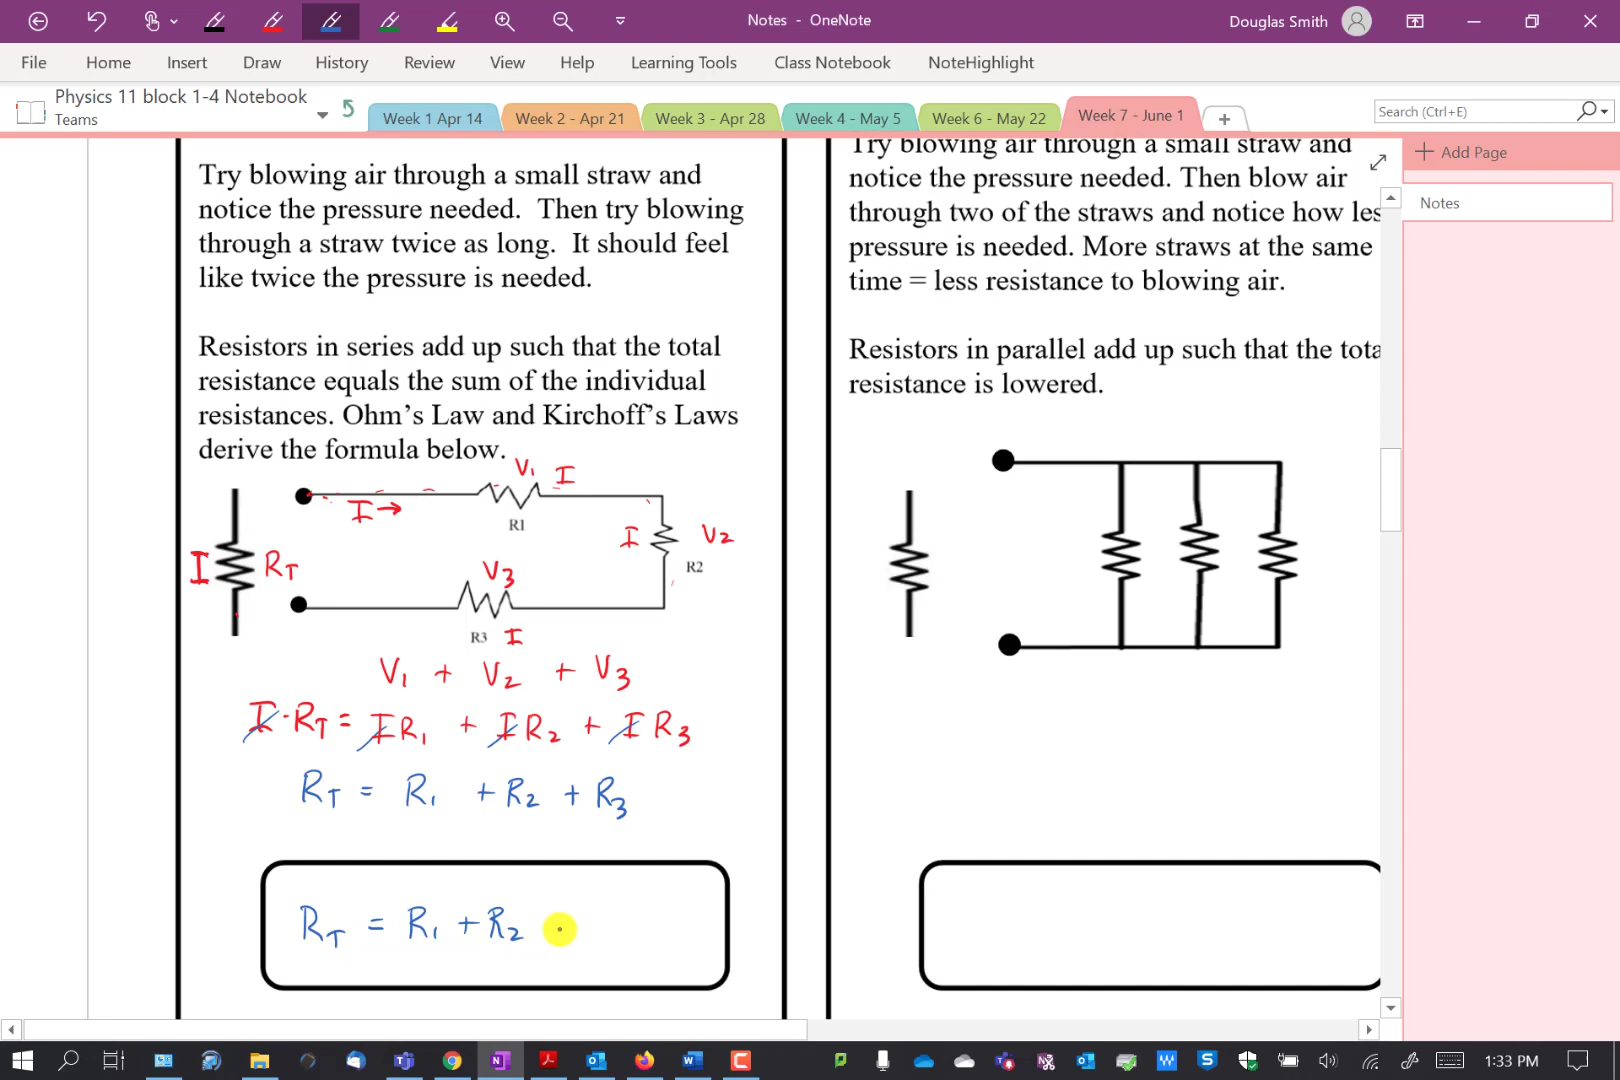 Notes - OneNote
Douglas Smith
File Home Insert Draw History Review View Help Learning Tools Class Notebook NoteHighlight
Physics 11 block 1-4 Notebook
Teams
Week 1 Apr 14
Week 2 - Apr 21
Week 3 - Apr 28
Week 4 - May 5
Week 6 - May 22
Week 7 - June 1
Search (Ctrl+E)
Add Page
Notes
Try blowing air through a small straw and
notice the pressure needed. Then try blowing
through a straw twice as long. It should feel
like twice the pressure is needed.
Resistors in series add up such that the total
resistance equals the sum of the individual
resistances. Ohm's Law and Kirchoff's Laws
derive the formula below.
V1 I
I →
R1
I V2
R2
I RT
V3
R3 I
V1 + V2 + V3
I · RT = I R1 + I R2 + I R3
RT = R1 + R2 + R3
RT = R1 + R2
Try blowing air through a small straw and
notice the pressure needed. Then blow air
through two of the straws and notice how les
pressure is needed. More straws at the same
time = less resistance to blowing air.
Resistors in parallel add up such that the tota
resistance is lowered.
1:33 PM